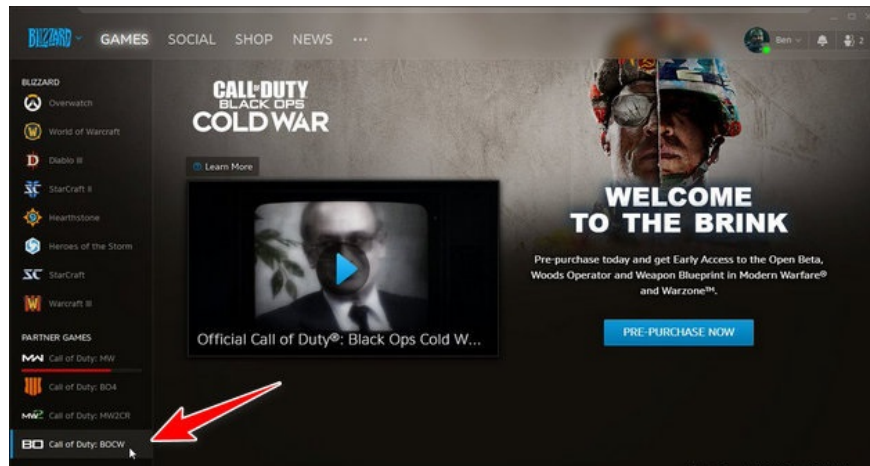 BLIZZARD
GAMES
SOCIAL
SHOP
NEWS
Ben
2
BLIZZARD
Overwatch
World of Warcraft
Diablo III
StarCraft II
Hearthstone
Heroes of the Storm
StarCraft
Warcraft III
PARTNER GAMES
Call of Duty: MW
Call of Duty: BO4
Call of Duty: MW2CR
Call of Duty: BOCW
CALL OF DUTY
BLACK OPS
COLD WAR
Learn More
Official Call of Duty®: Black Ops Cold W...
WELCOME
TO THE BRINK
Pre-purchase today and get Early Access to the Open Beta,
Woods Operator and Weapon Blueprint in Modern Warfare®
and Warzone™.
PRE-PURCHASE NOW